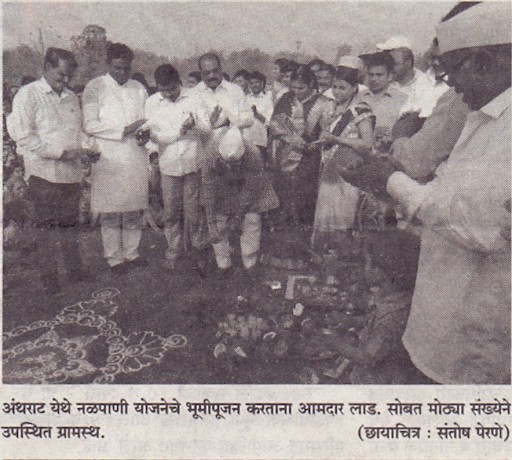 अंथराट येथे नळपाणी योजनेचे भूमीपूजन करताना आमदार लाड. सोबत मोठ्या संख्येने
उपस्थित ग्रामस्थ. (छायाचित्र : संतोष पेरणे)